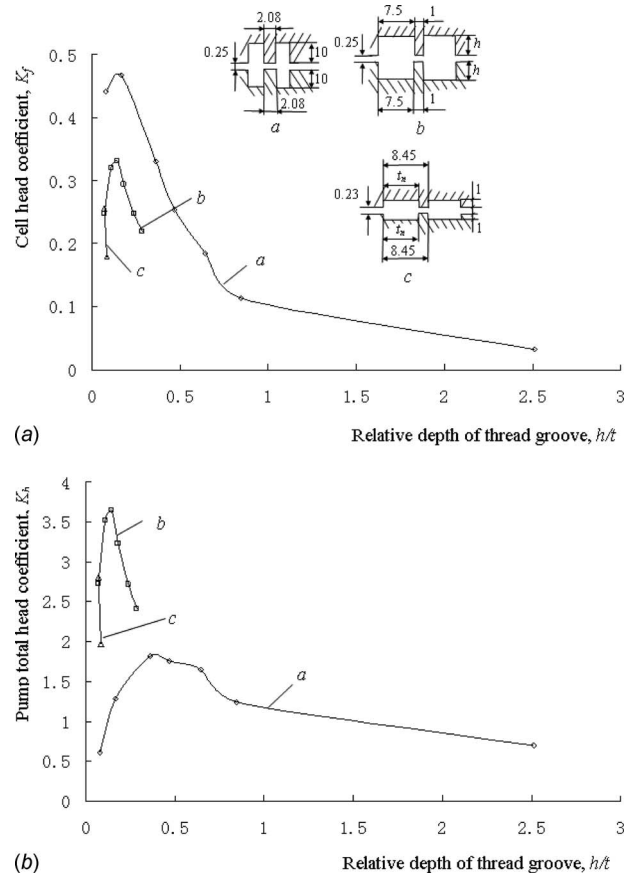 2.08
0.25
10
10
2.08
a
7.5 1
0.25
h
h
7.5 1
b
8.45
tₙ
0.23
1
1
tₙ
8.45
c
Cell head coefficient, K_f
0.5
0.4
0.3
0.2
0.1
0
a
b
c
0 0.5 1 1.5 2 2.5 3
(a)
Relative depth of thread groove, h/t
Pump total head coefficient, K_h
4
3.5
3
2.5
2
1.5
1
0.5
0
b
c
a
0 0.5 1 1.5 2 2.5 3
(b)
Relative depth of thread groove, h/t